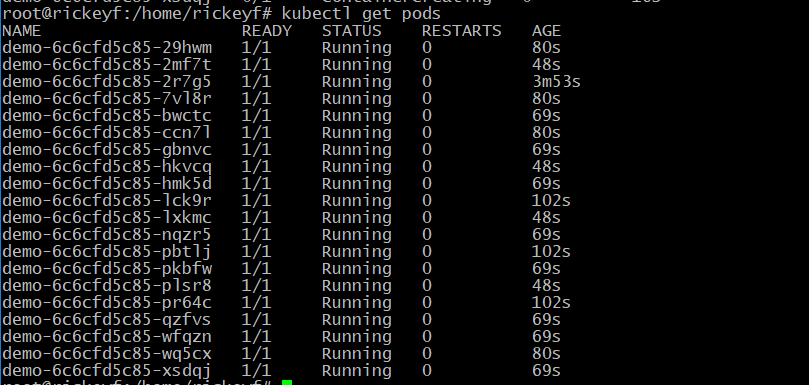 root@rickeyf:/home/rickeyf# kubectl get pods
NAME READY STATUS RESTARTS AGE
demo-6c6cfd5c85-29hwm 1/1 Running 0 80s
demo-6c6cfd5c85-2mf7t 1/1 Running 0 48s
demo-6c6cfd5c85-2r7g5 1/1 Running 0 3m53s
demo-6c6cfd5c85-7vl8r 1/1 Running 0 80s
demo-6c6cfd5c85-bwctc 1/1 Running 0 69s
demo-6c6cfd5c85-ccn7l 1/1 Running 0 80s
demo-6c6cfd5c85-gbnvc 1/1 Running 0 69s
demo-6c6cfd5c85-hkvcq 1/1 Running 0 48s
demo-6c6cfd5c85-hmk5d 1/1 Running 0 69s
demo-6c6cfd5c85-lck9r 1/1 Running 0 102s
demo-6c6cfd5c85-lxkmc 1/1 Running 0 48s
demo-6c6cfd5c85-nqzr5 1/1 Running 0 69s
demo-6c6cfd5c85-pbtlj 1/1 Running 0 102s
demo-6c6cfd5c85-pkbfw 1/1 Running 0 69s
demo-6c6cfd5c85-plsr8 1/1 Running 0 48s
demo-6c6cfd5c85-pr64c 1/1 Running 0 102s
demo-6c6cfd5c85-qzfvs 1/1 Running 0 69s
demo-6c6cfd5c85-wfqzn 1/1 Running 0 69s
demo-6c6cfd5c85-wq5cx 1/1 Running 0 80s
demo-6c6cfd5c85-xsdqj 1/1 Running 0 69s
root@rickeyf:/home/rickeyf#